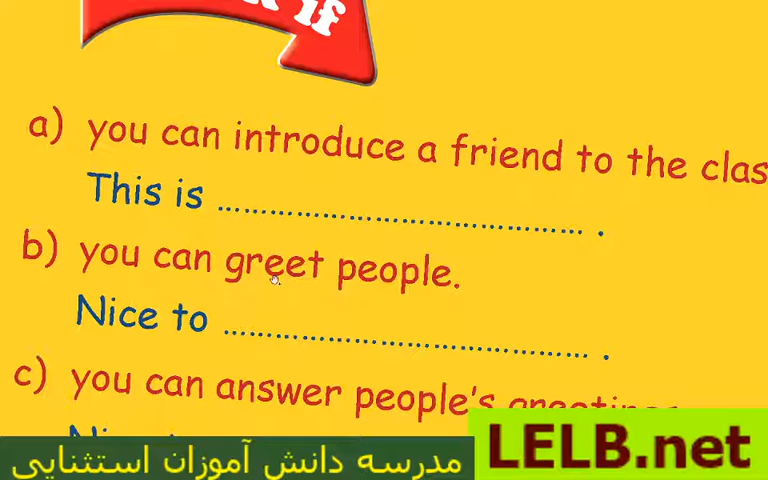 if
a) you can introduce a friend to the clas
This is ........................................ .
b) you can greet people.
Nice to ........................................ .
c) you can answer people's greetings
مدرسه دانش آموزان استثنایی
LELB.net